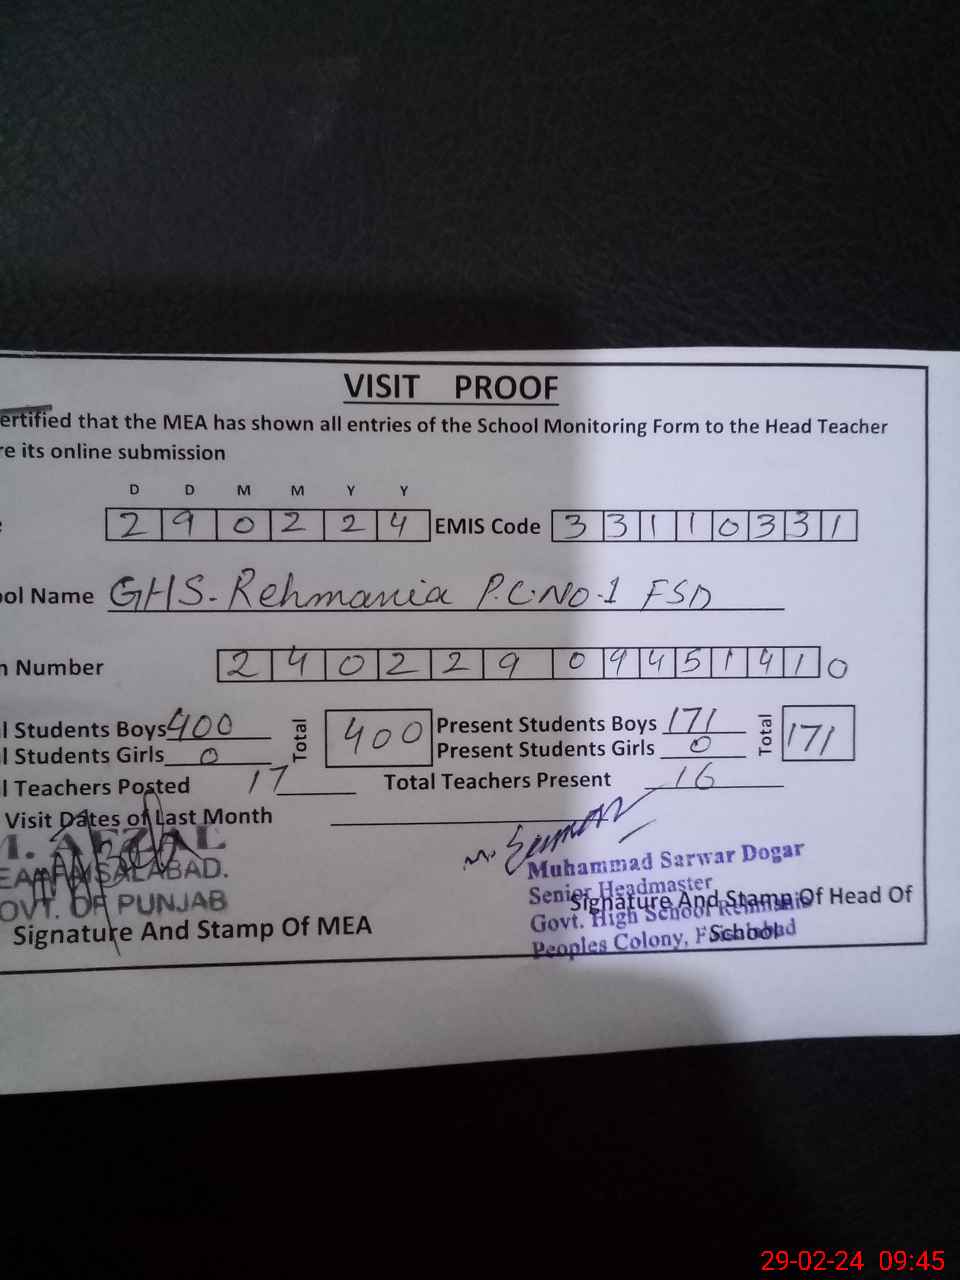 VISIT PROOF
ertified that the MEA has shown all entries of the School Monitoring Form to the Head Teacher
re its online submission
D D M M Y Y
2 9 0 2 2 4 EMIS Code 3 3 1 1 0 3 3 1
ool Name GHS. Rehmania P.C. NO.1 FSD
n Number 2 4 0 2 2 9 0 9 4 5 1 4 1 0
l Students Boys 400 Total 400 Present Students Boys 171 Total 171
l Students Girls 0 Present Students Girls 0
l Teachers Posted 17 Total Teachers Present 16
Visit Dates of Last Month
M. AFZAL
EA FAISALABAD.
OVT. OF PUNJAB
Signature And Stamp Of MEA
Muhammad Sarwar Dogar
Senior Headmaster
Signature And Stamp Of Head Of
Govt. High School Rehmania
School
Peoples Colony, Faisalabad
29-02-24 09:45